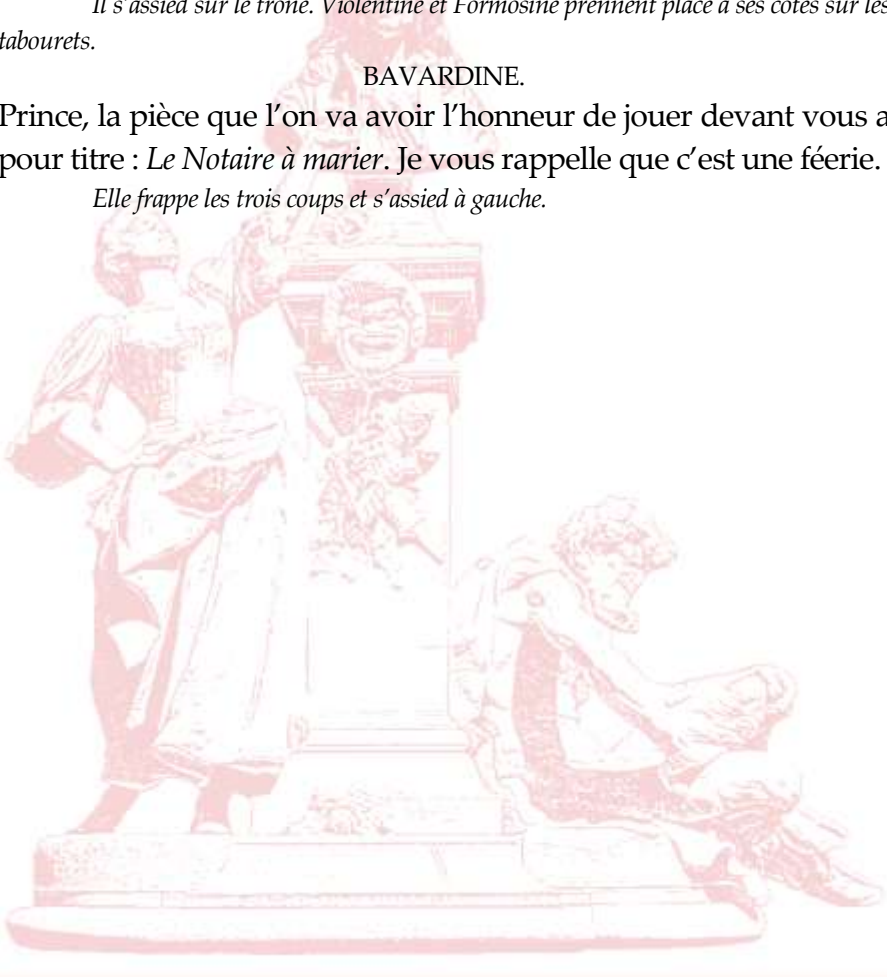 Il s'assied sur le trône. Violentine et Formosine prennent place à ses côtés sur les
tabourets.
BAVARDINE.
Prince, la pièce que l'on va avoir l'honneur de jouer devant vous a
pour titre : Le Notaire à marier. Je vous rappelle que c'est une féerie.
Elle frappe les trois coups et s'assied à gauche.